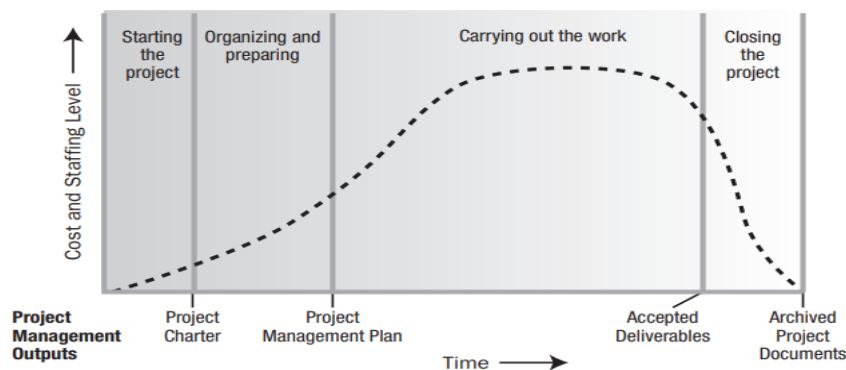 Starting
the
project
Organizing and
preparing
Carrying out the work
Closing
the
project
Cost and Staffing Level
Project
Management
Outputs
Project
Charter
Project
Management Plan
Accepted
Deliverables
Archived
Project
Documents
Time